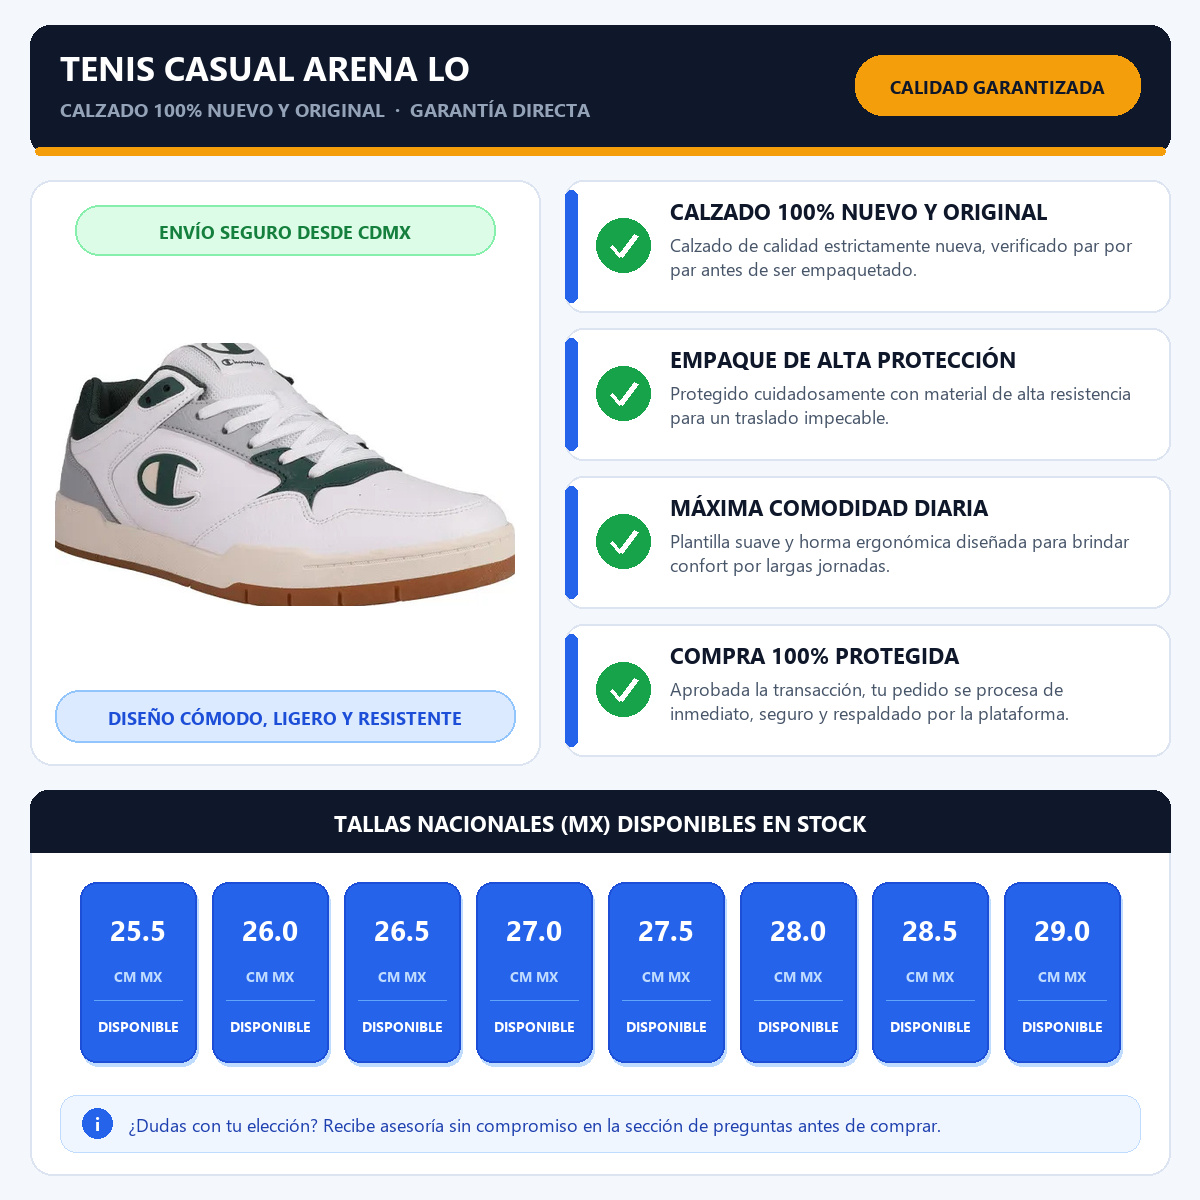 TENIS CASUAL ARENA LO
CALZADO 100% NUEVO Y ORIGINAL · GARANTÍA DIRECTA
CALIDAD GARANTIZADA
ENVÍO SEGURO DESDE CDMX
Champion
DISEÑO CÓMODO, LIGERO Y RESISTENTE
CALZADO 100% NUEVO Y ORIGINAL
Calzado de calidad estrictamente nueva, verificado par por
par antes de ser empaquetado.
EMPAQUE DE ALTA PROTECCIÓN
Protegido cuidadosamente con material de alta resistencia
para un traslado impecable.
MÁXIMA COMODIDAD DIARIA
Plantilla suave y horma ergonómica diseñada para brindar
confort por largas jornadas.
COMPRA 100% PROTEGIDA
Aprobada la transacción, tu pedido se procesa de
inmediato, seguro y respaldado por la plataforma.
TALLAS NACIONALES (MX) DISPONIBLES EN STOCK
25.5 26.0 26.5 27.0 27.5 28.0 28.5 29.0
CM MX CM MX CM MX CM MX CM MX CM MX CM MX CM MX
DISPONIBLE DISPONIBLE DISPONIBLE DISPONIBLE DISPONIBLE DISPONIBLE DISPONIBLE DISPONIBLE
¿Dudas con tu elección? Recibe asesoría sin compromiso en la sección de preguntas antes de comprar.